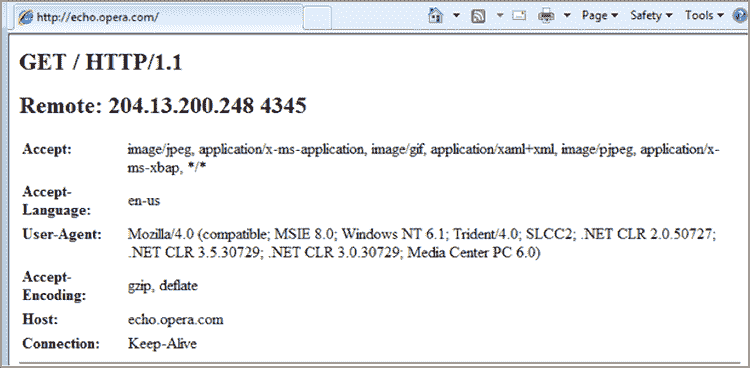 http://echo.opera.com/
Page Safety Tools
GET / HTTP/1.1
Remote: 204.13.200.248 4345
Accept: image/jpeg, application/x-ms-application, image/gif, application/xaml+xml, image/pjpeg, application/x-
ms-xbap, */*
Accept-
Language: en-us
User-Agent: Mozilla/4.0 (compatible; MSIE 8.0; Windows NT 6.1; Trident/4.0; SLCC2; .NET CLR 2.0.50727;
.NET CLR 3.5.30729; .NET CLR 3.0.30729; Media Center PC 6.0)
Accept-
Encoding: gzip, deflate
Host: echo.opera.com
Connection: Keep-Alive